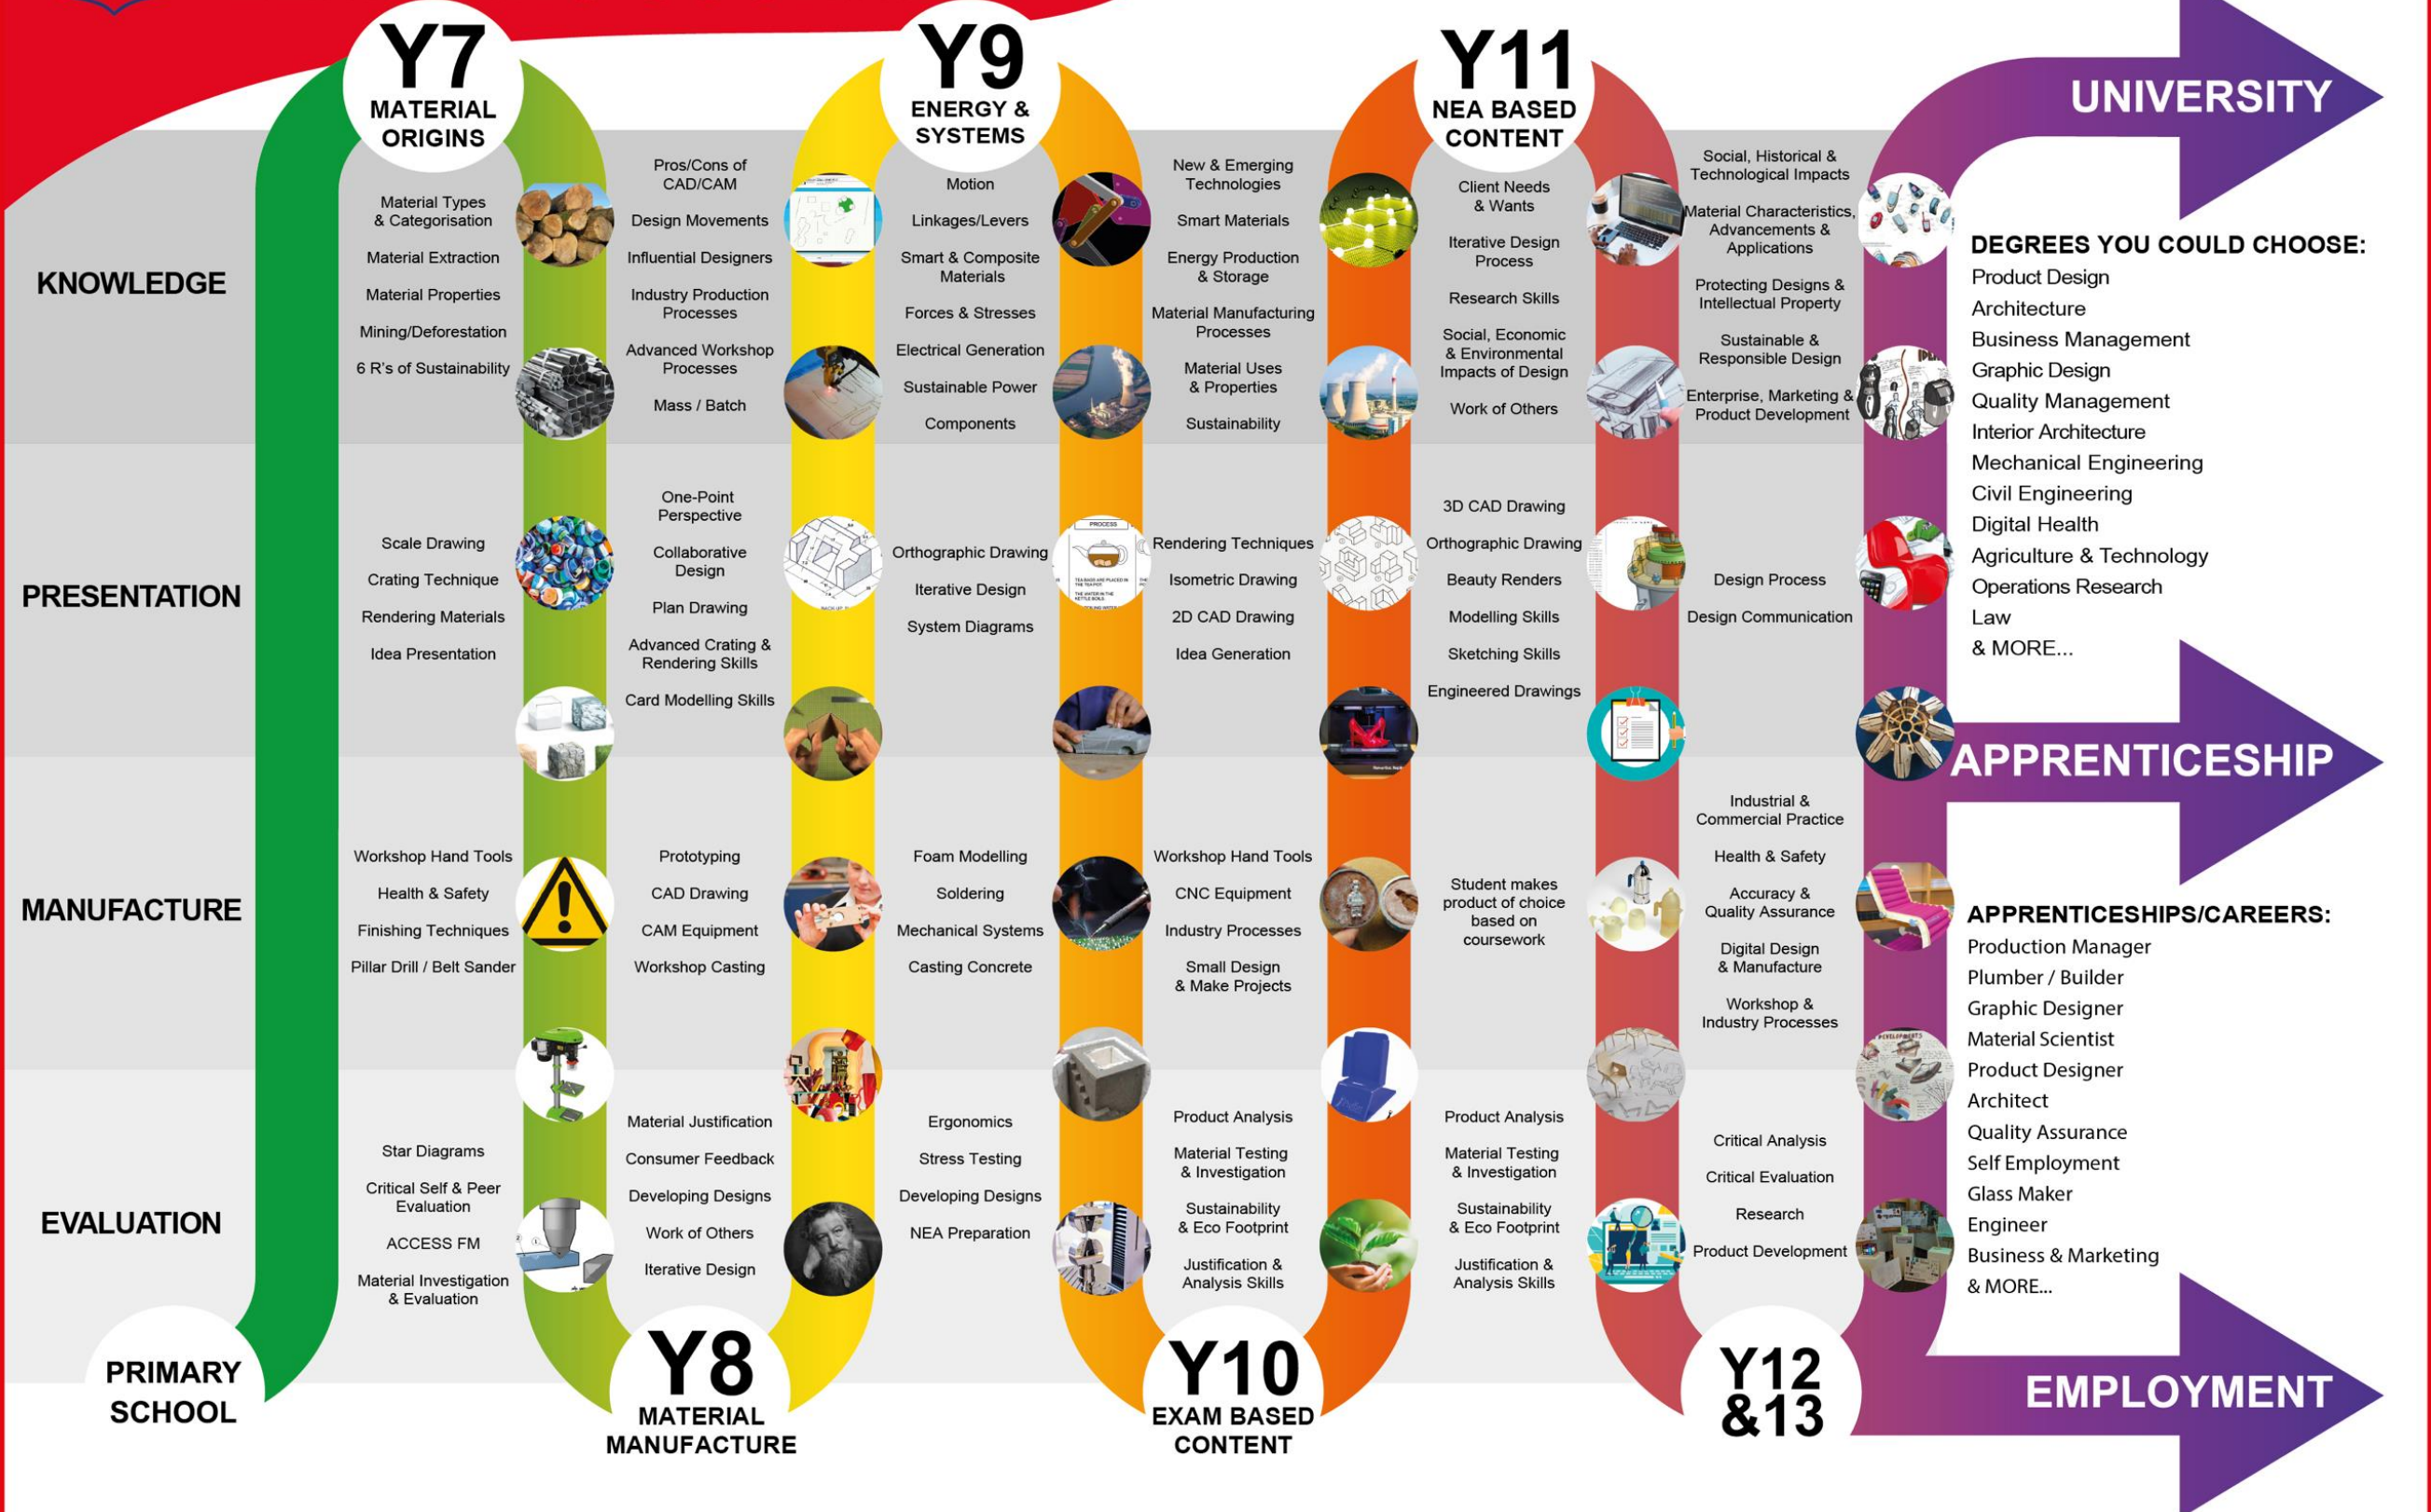 Y7
MATERIAL
ORIGINS
Y9
ENERGY &
SYSTEMS
Y11
NEA BASED
CONTENT
UNIVERSITY
KNOWLEDGE
Material Types
& Categorisation
Material Extraction
Material Properties
Mining/Deforestation
6 R's of Sustainability
Pros/Cons of
CAD/CAM
Design Movements
Influential Designers
Industry Production
Processes
Advanced Workshop
Processes
Mass / Batch
Motion
Linkages/Levers
Smart & Composite
Materials
Forces & Stresses
Electrical Generation
Sustainable Power
Components
New & Emerging
Technologies
Smart Materials
Energy Production
& Storage
Material Manufacturing
Processes
Material Uses
& Properties
Sustainability
Client Needs
& Wants
Iterative Design
Process
Research Skills
Social, Economic
& Environmental
Impacts of Design
Work of Others
Social, Historical &
Technological Impacts
Material Characteristics,
Advancements &
Applications
Protecting Designs &
Intellectual Property
Sustainable &
Responsible Design
Enterprise, Marketing &
Product Development
DEGREES YOU COULD CHOOSE:
Product Design
Architecture
Business Management
Graphic Design
Quality Management
Interior Architecture
Mechanical Engineering
Civil Engineering
Digital Health
Agriculture & Technology
Operations Research
Law
& MORE...
PRESENTATION
Scale Drawing
Crating Technique
Rendering Materials
Idea Presentation
One-Point
Perspective
Collaborative
Design
Plan Drawing
Advanced Crating &
Rendering Skills
Card Modelling Skills
Orthographic Drawing
Iterative Design
System Diagrams
PROCESS
Rendering Techniques
Isometric Drawing
2D CAD Drawing
Idea Generation
3D CAD Drawing
Orthographic Drawing
Beauty Renders
Modelling Skills
Sketching Skills
Engineered Drawings
Design Process
Design Communication
APPRENTICESHIP
MANUFACTURE
Workshop Hand Tools
Health & Safety
Finishing Techniques
Pillar Drill / Belt Sander
Prototyping
CAD Drawing
CAM Equipment
Workshop Casting
Foam Modelling
Soldering
Mechanical Systems
Casting Concrete
Workshop Hand Tools
CNC Equipment
Industry Processes
Small Design
& Make Projects
Student makes
product of choice
based on
coursework
Industrial &
Commercial Practice
Health & Safety
Accuracy &
Quality Assurance
Digital Design
& Manufacture
Workshop &
Industry Processes
DEVELOPMENTS
APPRENTICESHIPS/CAREERS:
Production Manager
Plumber / Builder
Graphic Designer
Material Scientist
Product Designer
Architect
Quality Assurance
Self Employment
Glass Maker
Engineer
Business & Marketing
& MORE...
EVALUATION
Star Diagrams
Critical Self & Peer
Evaluation
ACCESS FM
Material Investigation
& Evaluation
Material Justification
Consumer Feedback
Developing Designs
Work of Others
Iterative Design
Ergonomics
Stress Testing
Developing Designs
NEA Preparation
Product Analysis
Material Testing
& Investigation
Sustainability
& Eco Footprint
Justification &
Analysis Skills
Product Analysis
Material Testing
& Investigation
Sustainability
& Eco Footprint
Justification &
Analysis Skills
Critical Analysis
Critical Evaluation
Research
Product Development
PRIMARY
SCHOOL
Y8
MATERIAL
MANUFACTURE
Y10
EXAM BASED
CONTENT
Y12
&13
EMPLOYMENT